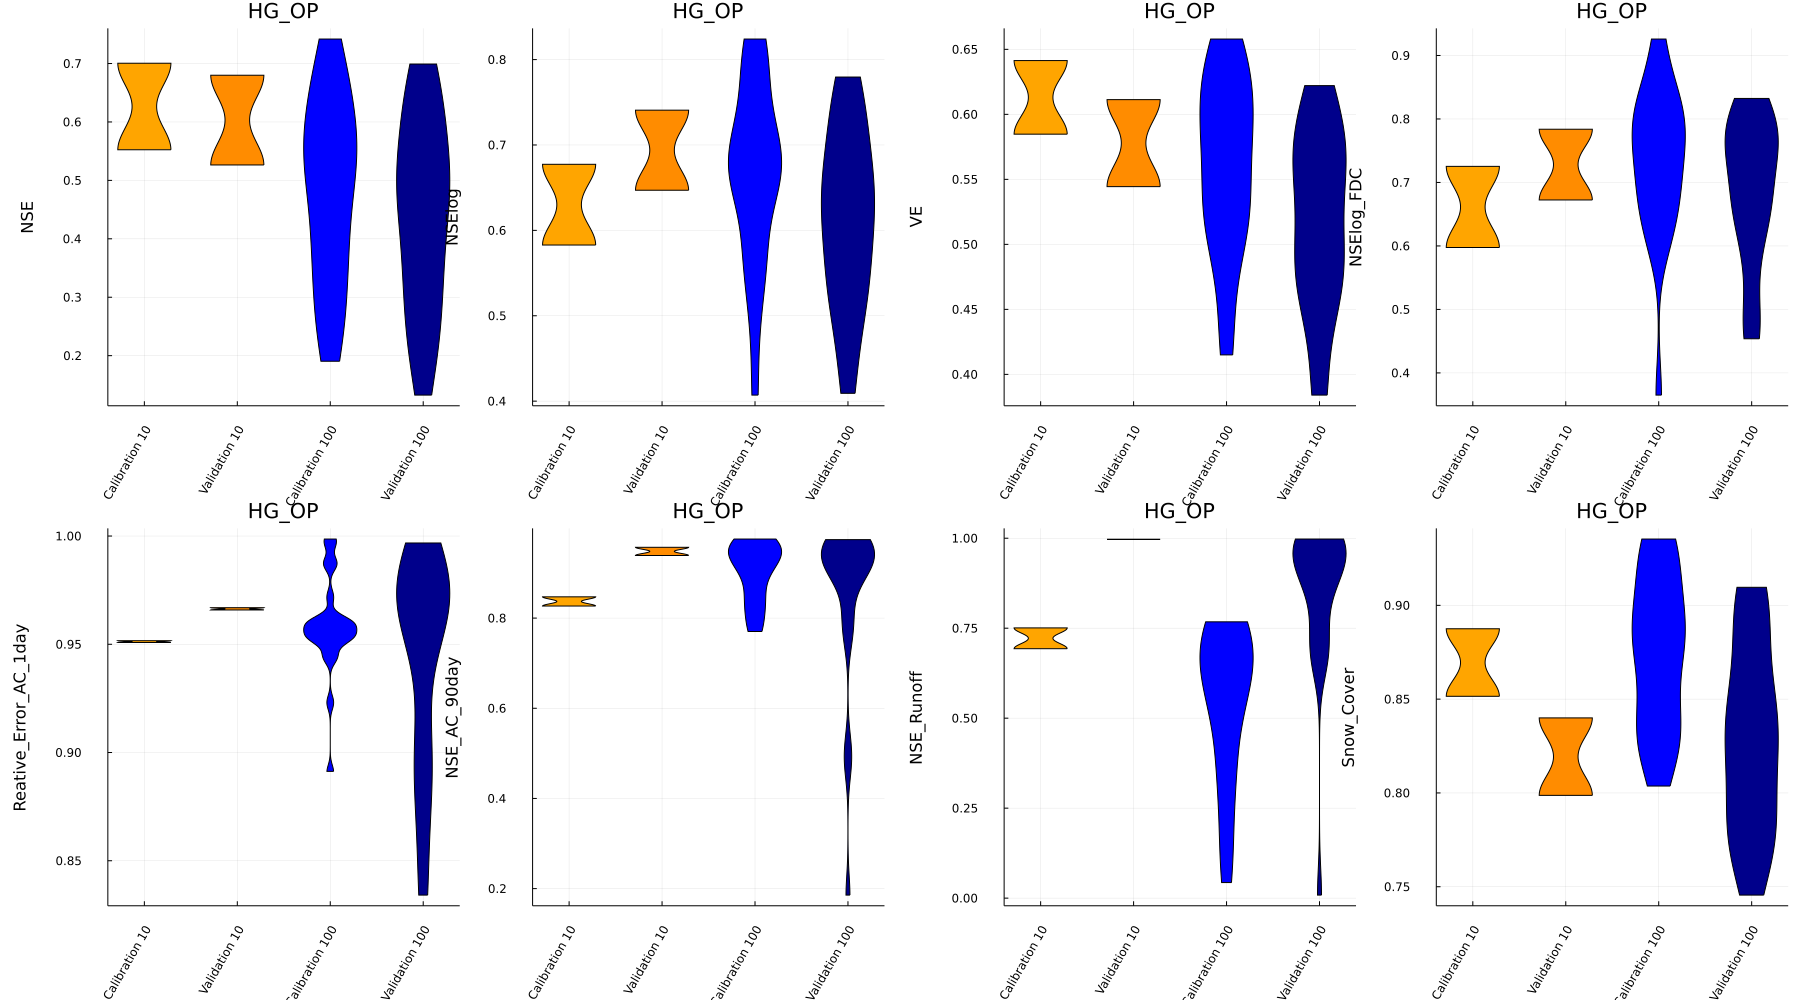 HG_OP
NSE
0.7
0.6
0.5
0.4
0.3
0.2
Calibration 10
Validation 10
Calibration 100
Validation 100
HG_OP
NSElog
0.8
0.7
0.6
0.5
0.4
Calibration 10
Validation 10
Calibration 100
Validation 100
HG_OP
VE
0.65
0.60
0.55
0.50
0.45
0.40
Calibration 10
Validation 10
Calibration 100
Validation 100
HG_OP
NSElog_FDC
0.9
0.8
0.7
0.6
0.5
0.4
Calibration 10
Validation 10
Calibration 100
Validation 100
HG_OP
Reative_Error_AC_1day
1.00
0.95
0.90
0.85
Calibration 10
Validation 10
Calibration 100
Validation 100
HG_OP
NSE_AC_90day
0.8
0.6
0.4
0.2
Calibration 10
Validation 10
Calibration 100
Validation 100
HG_OP
NSE_Runoff
1.00
0.75
0.50
0.25
0.00
Calibration 10
Validation 10
Calibration 100
Validation 100
HG_OP
Snow_Cover
0.90
0.85
0.80
0.75
Calibration 10
Validation 10
Calibration 100
Validation 100